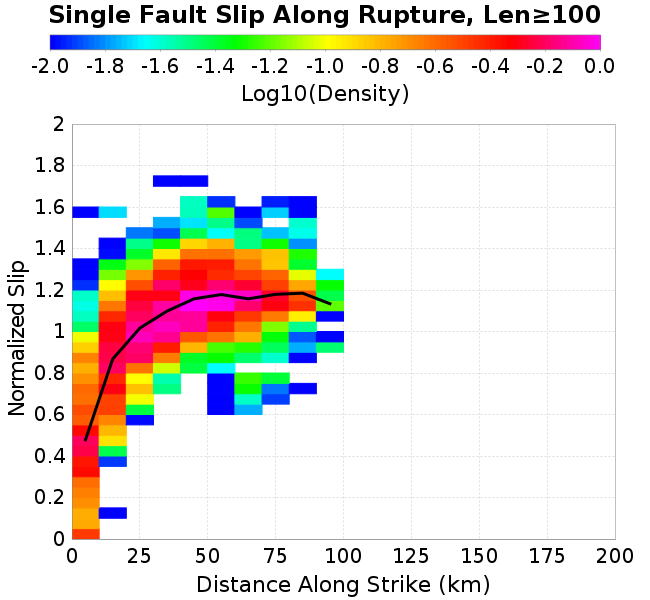 Single Fault Slip Along Rupture, Len≥100
-2.0 -1.8 -1.6 -1.4 -1.2 -1.0 -0.8 -0.6 -0.4 -0.2 0.0
Log10(Density)
2
1.8
1.6
1.4
1.2
1
0.8
0.6
0.4
0.2
0
Normalized Slip
0 25 50 75 100 125 150 175 200
Distance Along Strike (km)